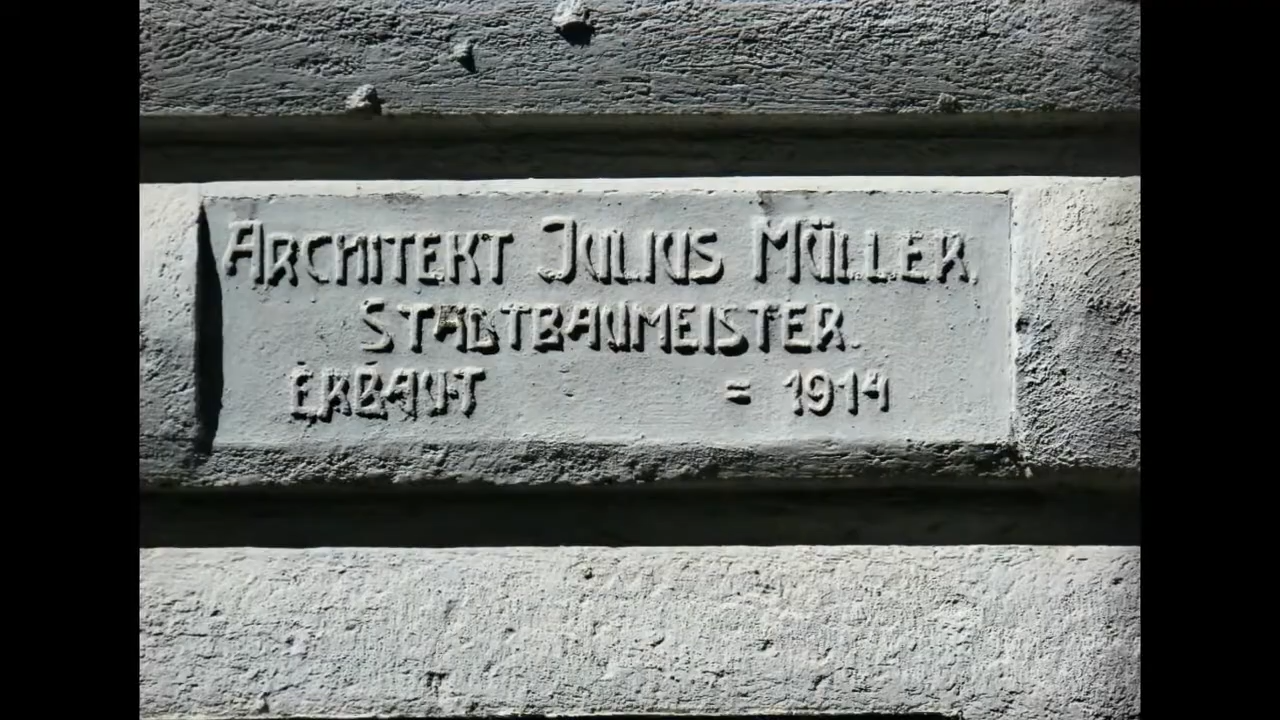 ARCHITEKT JULIUS MÜLLER.
STADTBAUMEISTER.
ERBAUT = 1914